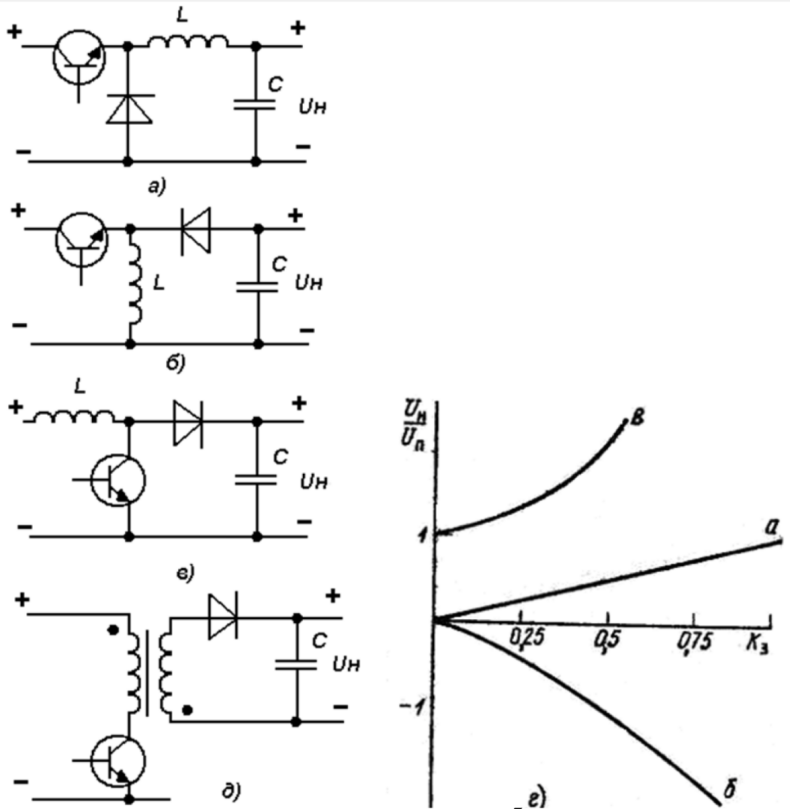 L
+ +
C
Uн
− −
а)
+ +
L
C
Uн
− −
б)
L
+ +
C
Uн
− −
в)
+ +
C
Uн
−
− д)
Uн
Uп
в
1
а
0,25 0,5 0,75 Kз
−1
б
г)